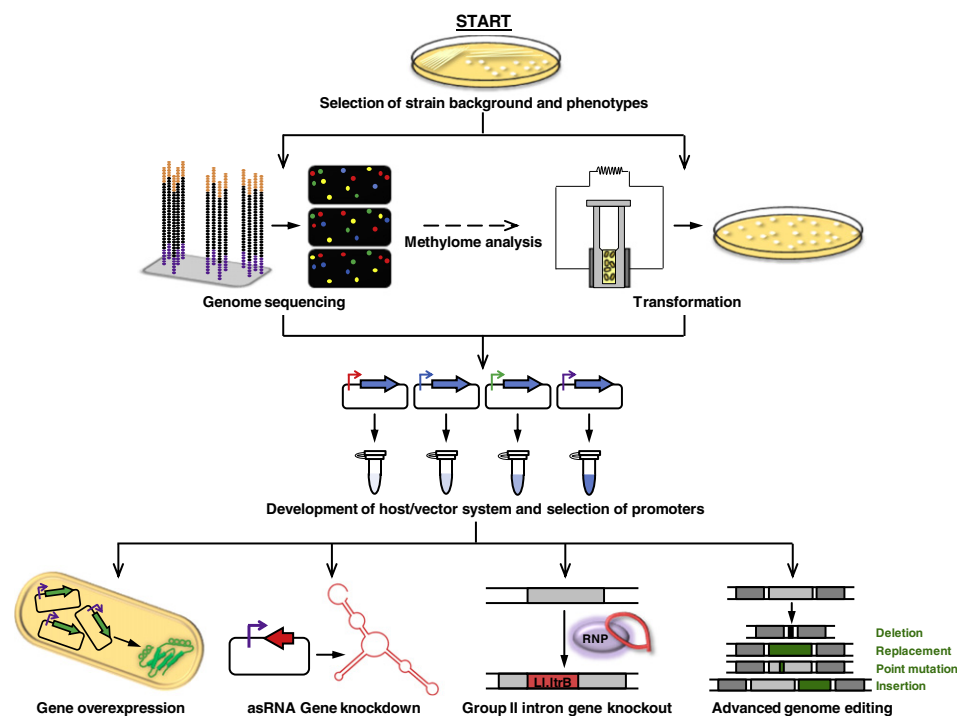 START
Selection of strain background and phenotypes
Methylome analysis
Genome sequencing
Transformation
Development of host/vector system and selection of promoters
RNP
Ll.ltrB
Deletion
Replacement
Point mutation
Insertion
Gene overexpression
asRNA Gene knockdown
Group II intron gene knockout
Advanced genome editing